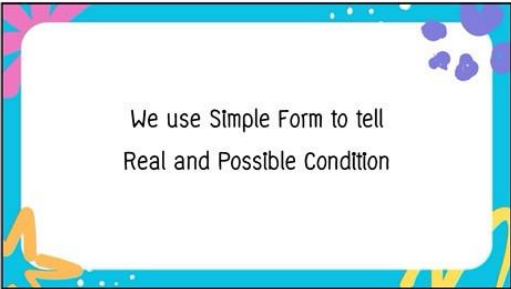 We use Simple Form to tell
Real and Possible Condition